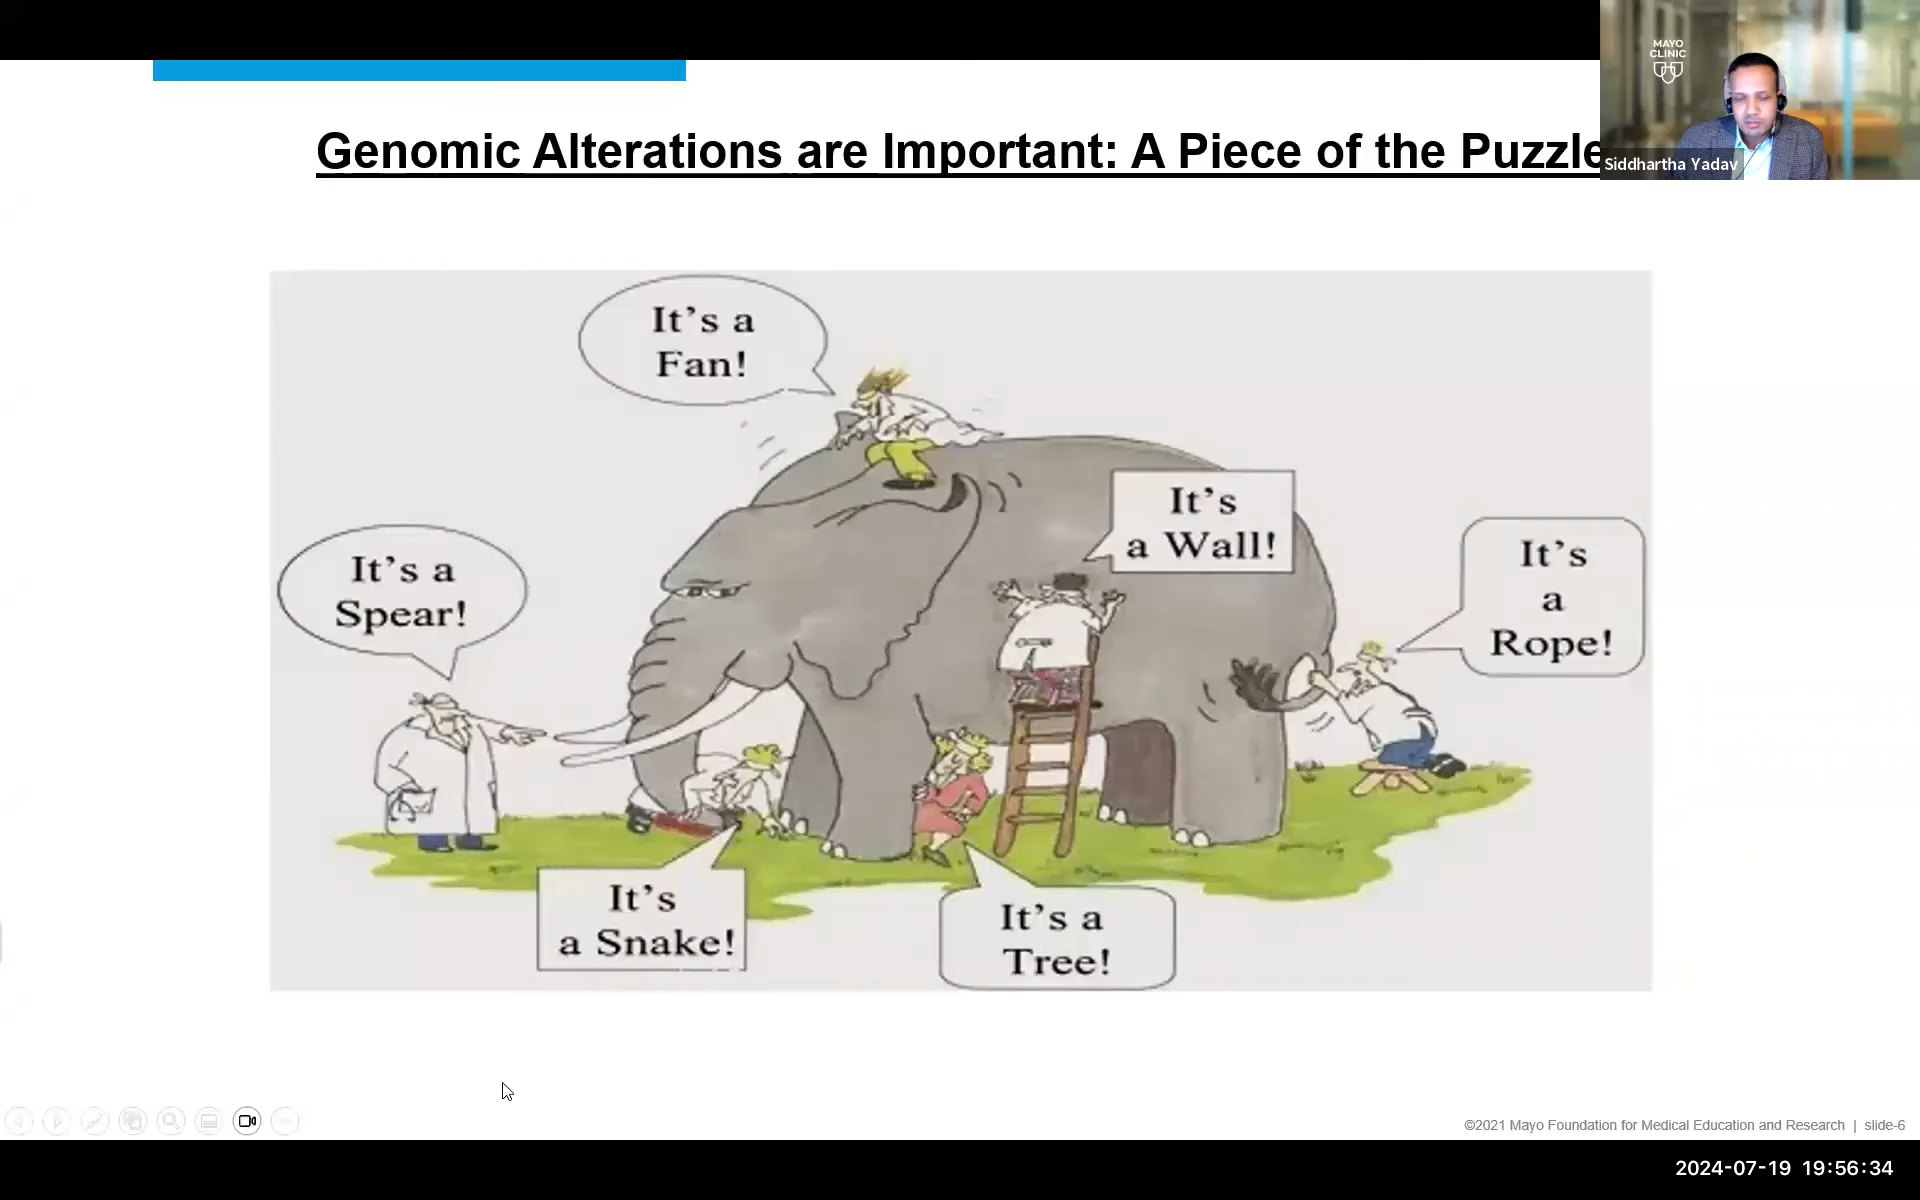 MAYO
CLINIC
Siddhartha Yadav
Genomic Alterations are Important: A Piece of the Puzzle
It's a
Fan!
It's
a Wall!
It's a
Spear!
It's
a
Rope!
It's
a Snake!
It's a
Tree!
©2021 Mayo Foundation for Medical Education and Research | slide-6
2024-07-19 19:56:34